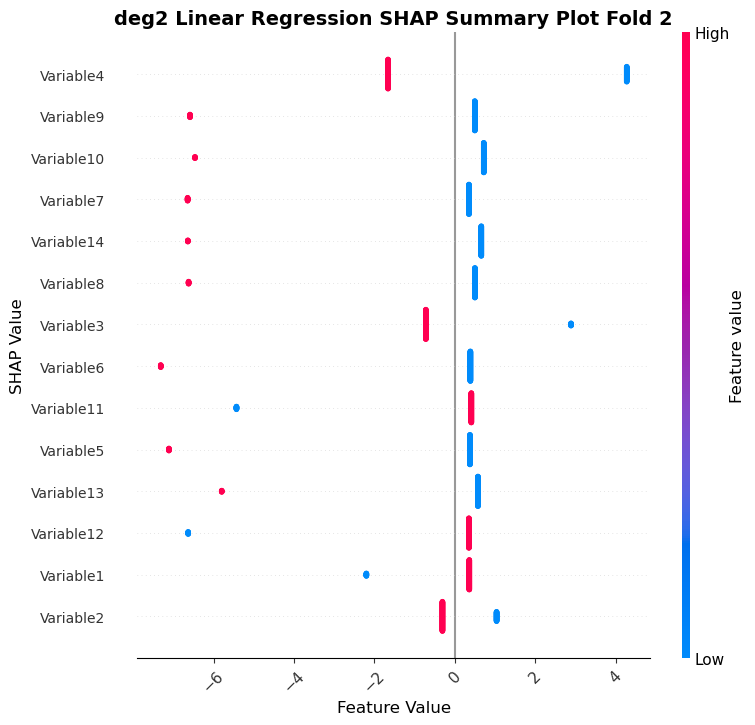 deg2 Linear Regression SHAP Summary Plot Fold 2
High
Variable4
Variable9
Variable10
Variable7
Variable14
Variable8
Variable3
Variable6
Variable11
Variable5
Variable13
Variable12
Variable1
Variable2
SHAP Value
Feature value
Low
−6 −4 −2 0 2 4
Feature Value